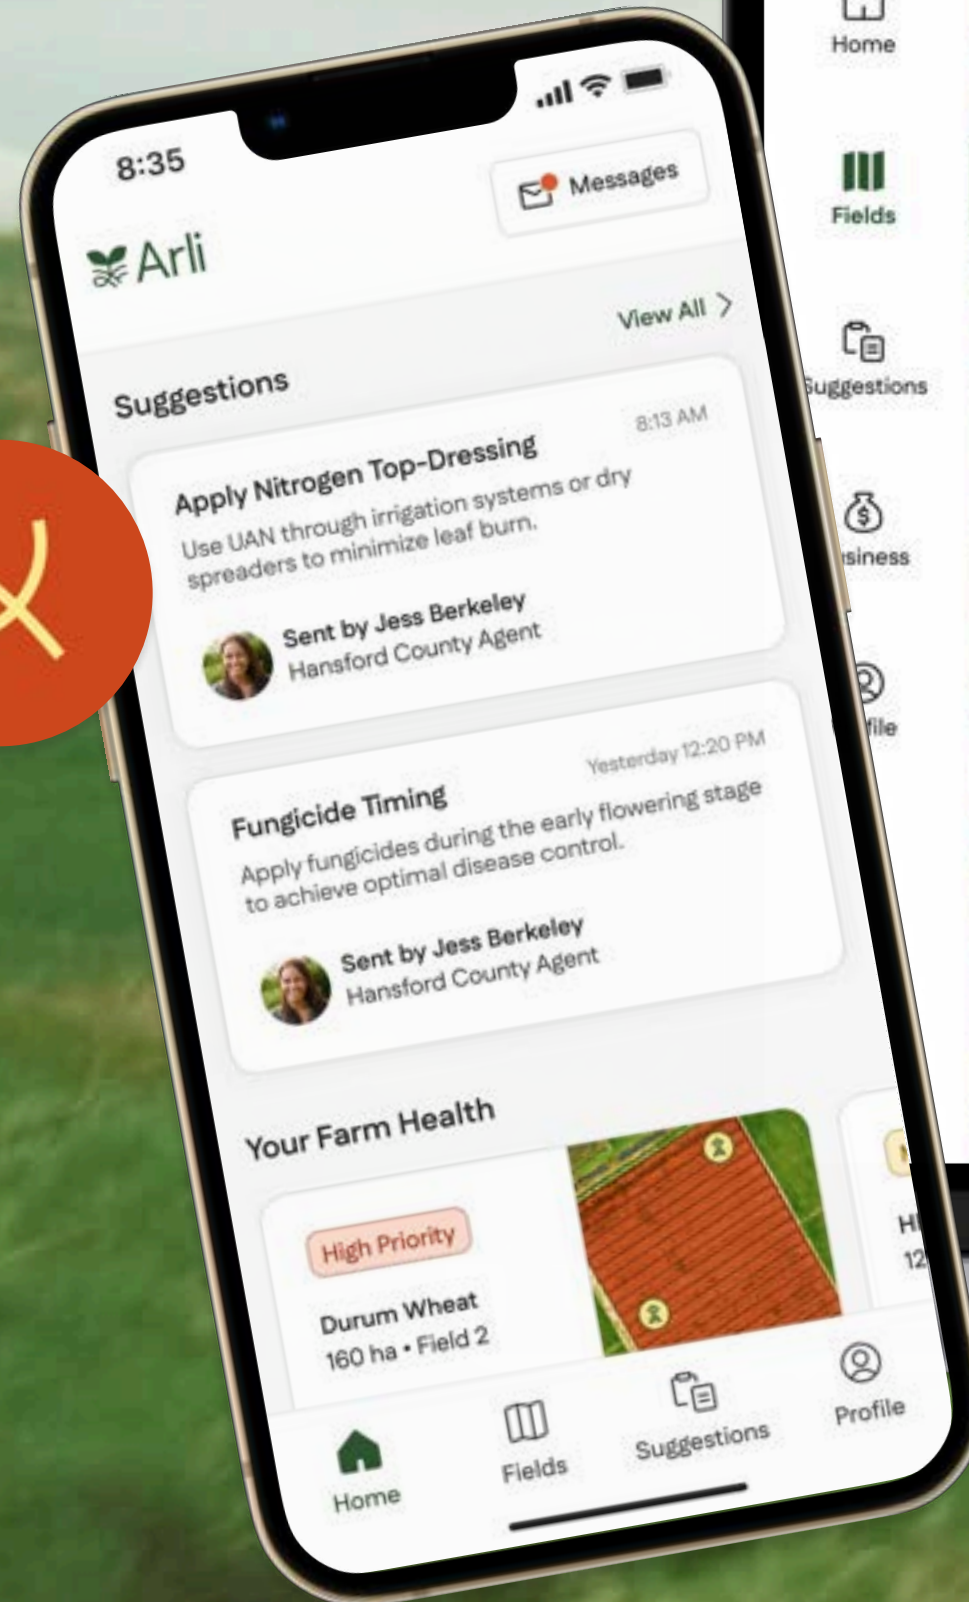 8:35
Messages
Arli
View All
Suggestions
Apply Nitrogen Top-Dressing
8:13 AM
Use UAN through irrigation systems or dry
spreaders to minimize leaf burn.
Sent by Jess Berkeley
Hansford County Agent
Fungicide Timing
Yesterday 12:20 PM
Apply fungicides during the early flowering stage
to achieve optimal disease control.
Sent by Jess Berkeley
Hansford County Agent
Your Farm Health
High Priority
Durum Wheat
160 ha • Field 2
12
Home
Fields
Suggestions
Profile
Home
Fields
Suggestions
siness
file